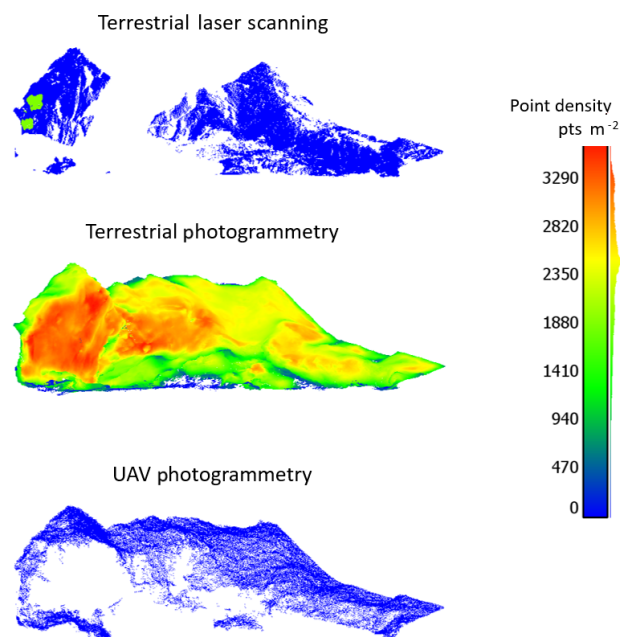 Terrestrial laser scanning
Point density
pts m⁻²
3290
2820
2350
1880
1410
940
470
0
Terrestrial photogrammetry
UAV photogrammetry